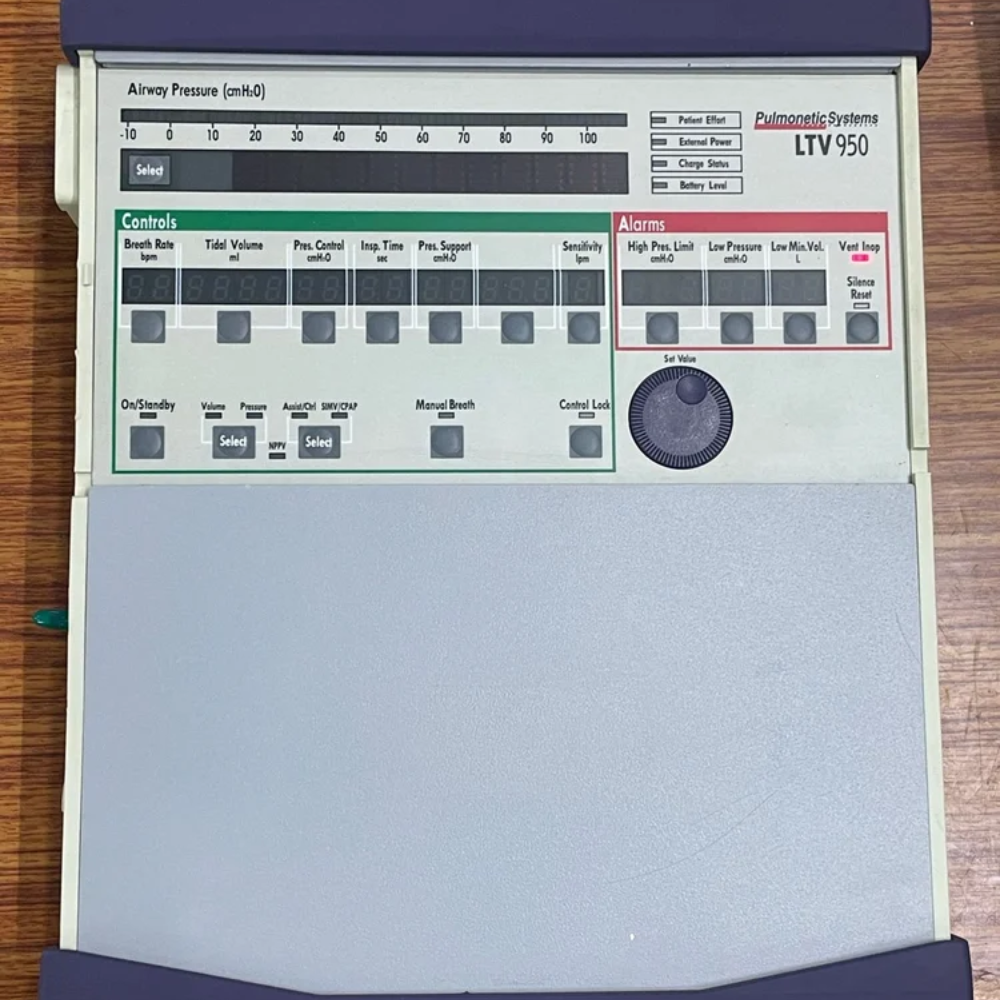 Airway Pressure (cmH₂O)
-10 0 10 20 30 40 50 60 70 80 90 100
Select
Patient Effort
External Power
Charge Status
Battery Level
Pulmonetic Systems
LTV 950
Controls
Breath Rate
bpm
Tidal Volume
ml
Pres. Control
cmH₂O
Insp. Time
sec
Pres. Support
cmH₂O
Sensitivity
lpm
On/Standby
Volume Pressure
Select
NPPV
Assist/Ctrl SIMV/CPAP
Select
Manual Breath
Control Lock
Alarms
High Pres. Limit
cmH₂O
Low Pressure
cmH₂O
Low Min.Vol.
L
Vent Inop
Silence
Reset
Set Value